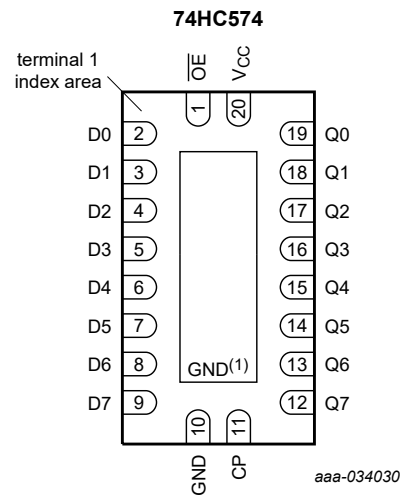 74HC574
terminal 1
index area
OE
VCC
1
20
D0 2
19 Q0
D1 3
18 Q1
D2 4
17 Q2
D3 5
16 Q3
D4 6
15 Q4
D5 7
14 Q5
D6 8
13 Q6
D7 9
12 Q7
GND(1)
10
11
GND
CP
aaa-034030